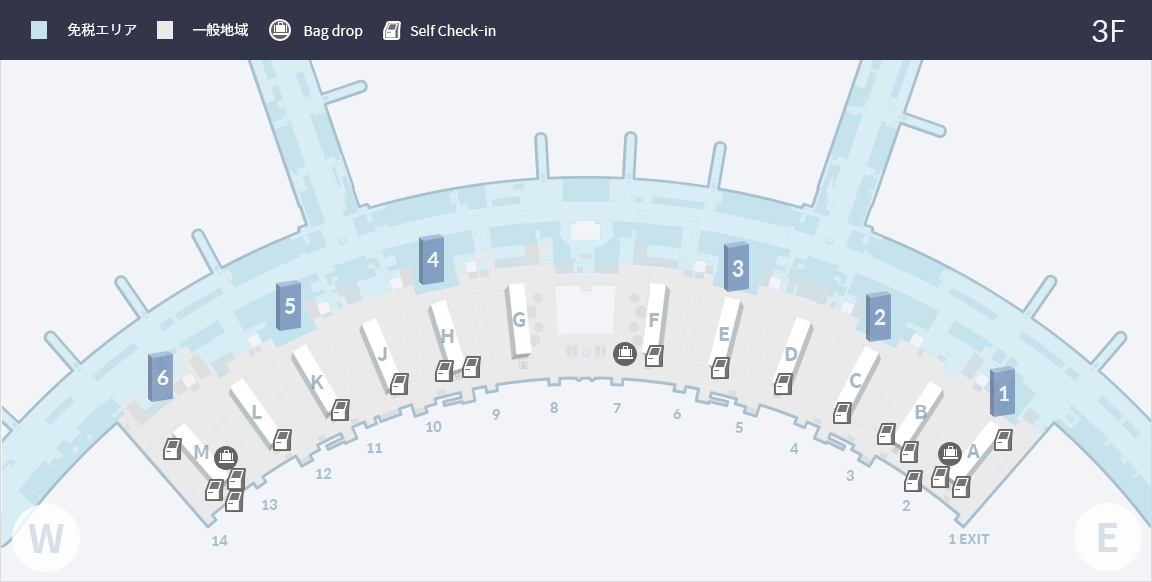 免税エリア 一般地域 Bag drop Self Check-in 3F
4
3
5
2
6
1
G F
H E
J D
K C
L B
M A
8 7
9 6
10 5
11 4
12 3
13 2
14 1 EXIT
W E